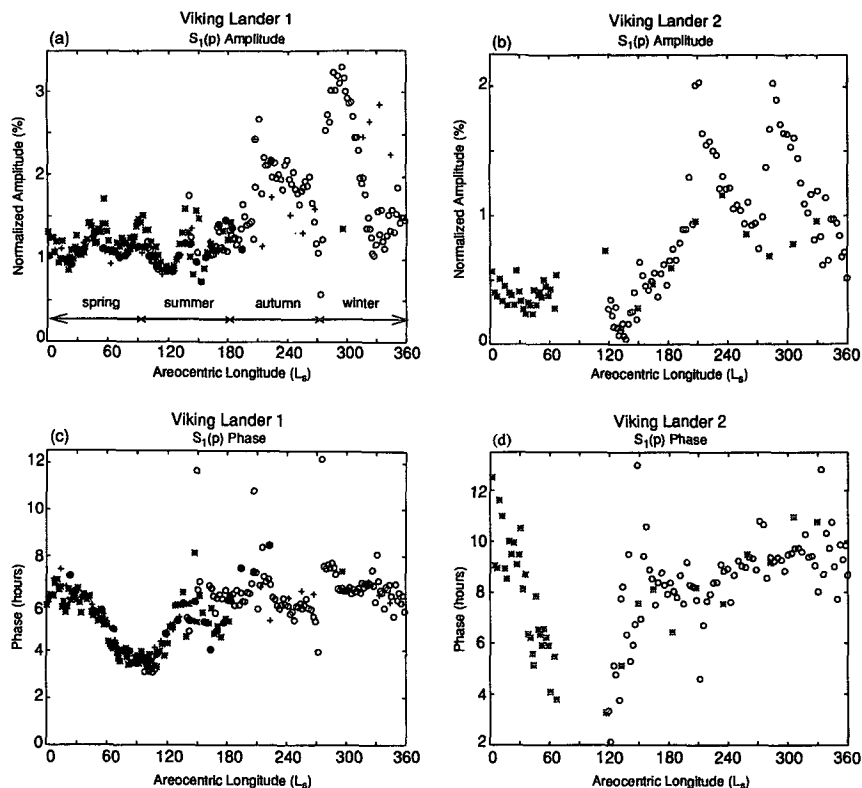 Viking Lander 1
(a) S₁(p) Amplitude
Normalized Amplitude (%)
3
2
1
0
spring summer autumn winter
0 60 120 180 240 300 360
Areocentric Longitude (Lₛ)
Viking Lander 2
(b) S₁(p) Amplitude
Normalized Amplitude (%)
2
1
0
0 60 120 180 240 300 360
Areocentric Longitude (Lₛ)
Viking Lander 1
(c) S₁(p) Phase
Phase (hours)
12
10
8
6
4
2
0
0 60 120 180 240 300 360
Areocentric Longitude (Lₛ)
Viking Lander 2
(d) S₁(p) Phase
Phase (hours)
12
10
8
6
4
2
0 60 120 180 240 300 360
Areocentric Longitude (Lₛ)